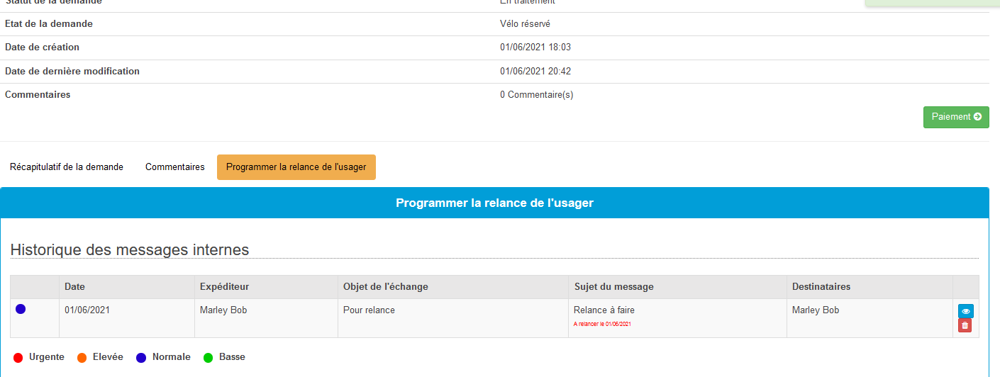 Statut de la demande En traitement
Etat de la demande Vélo réservé
Date de création 01/06/2021 18:03
Date de dernière modification 01/06/2021 20:42
Commentaires 0 Commentaire(s)
Paiement
Récapitulatif de la demande Commentaires Programmer la relance de l'usager
Programmer la relance de l'usager
Historique des messages internes
Date Expéditeur Objet de l'échange Sujet du message Destinataires
01/06/2021 Marley Bob Pour relance Relance à faire Marley Bob
A relancer le 01/06/2021
Urgente Elevée Normale Basse